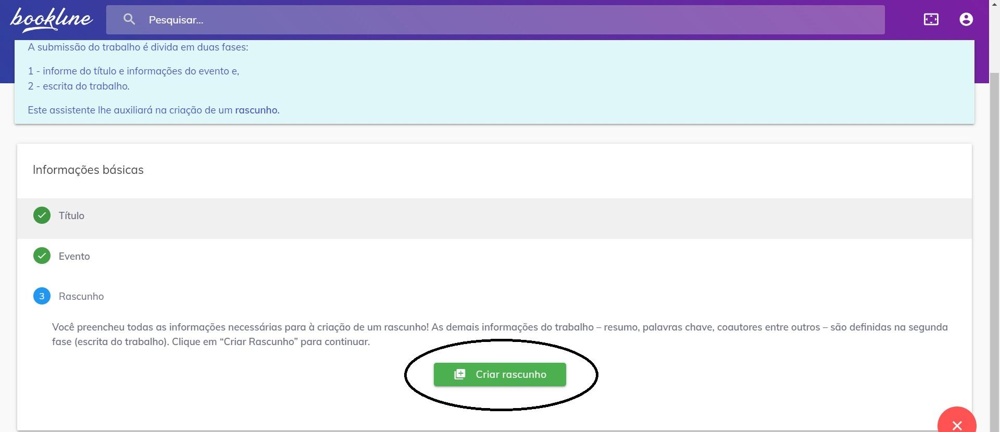 bookline
Pesquisar...
A submissão do trabalho é divida em duas fases:
1 - informe do título e informações do evento e,
2 - escrita do trabalho.
Este assistente lhe auxiliará na criação de um rascunho.
Informações básicas
Título
Evento
3 Rascunho
Você preencheu todas as informações necessárias para à criação de um rascunho! As demais informações do trabalho – resumo, palavras chave, coautores entre outros – são definidas na segunda
fase (escrita do trabalho). Clique em “Criar Rascunho” para continuar.
Criar rascunho